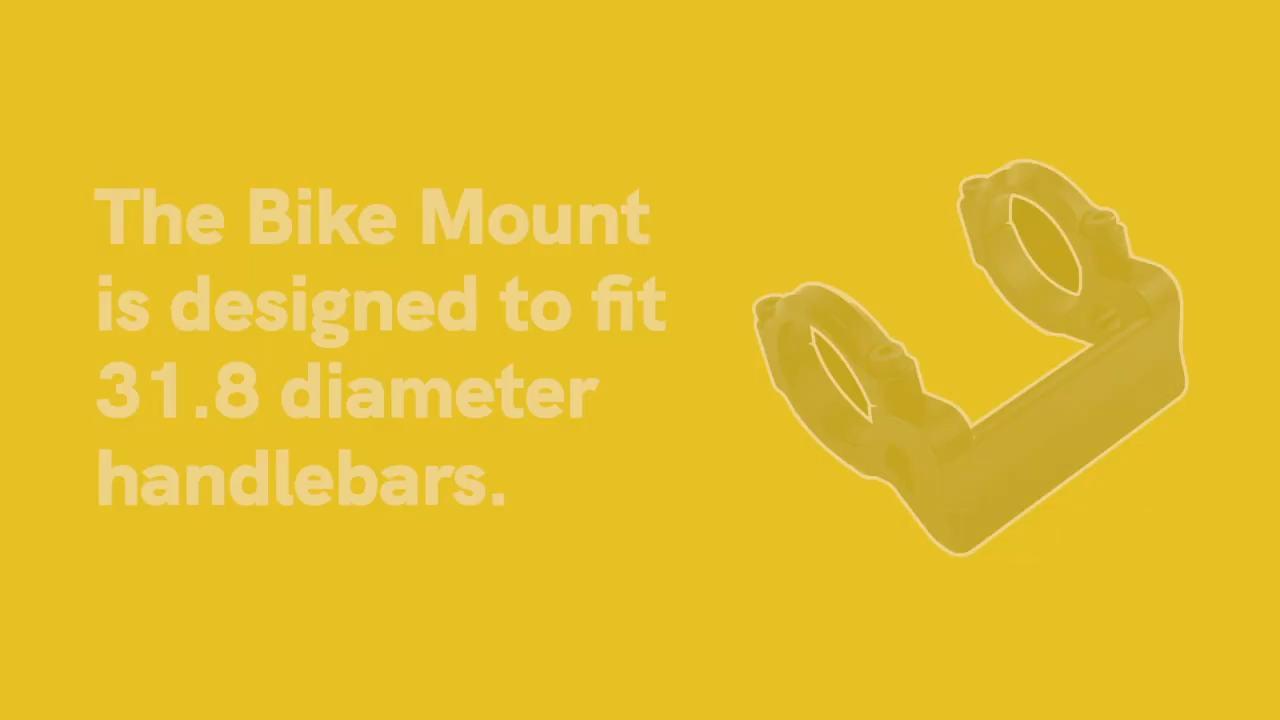 The Bike Mount
is designed to fit
31.8 diameter
handlebars.